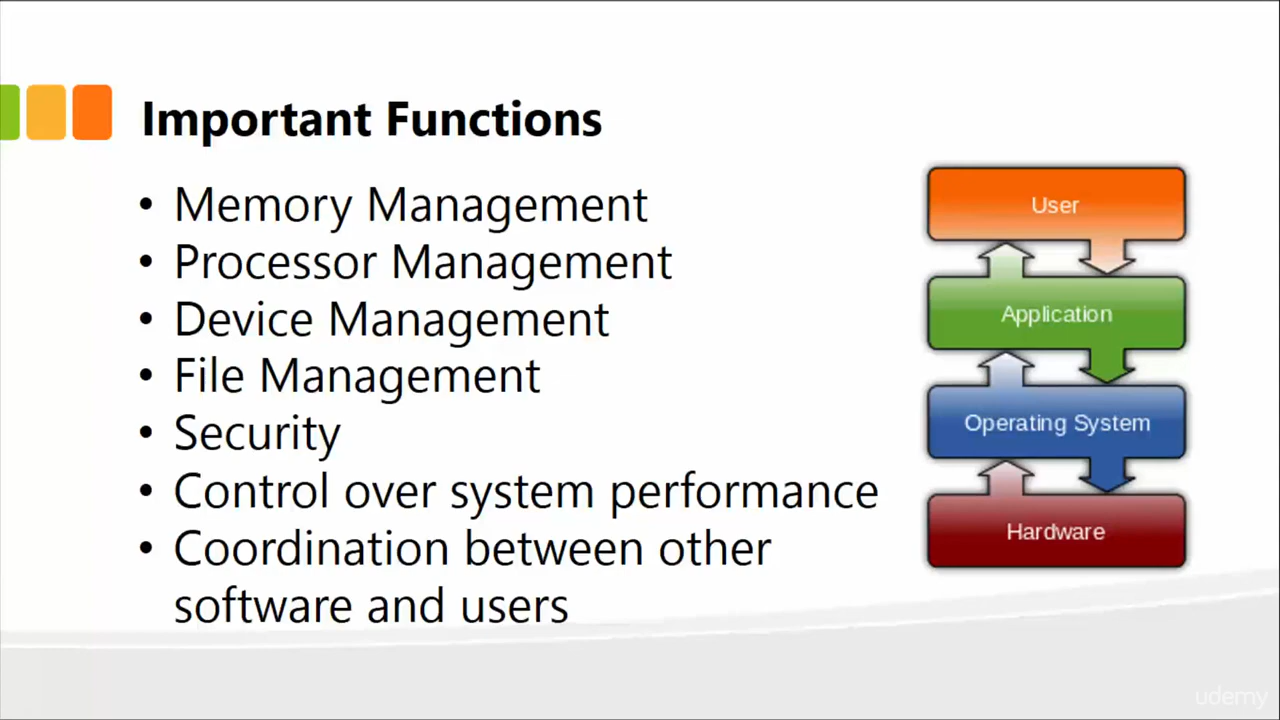 Important Functions
• Memory Management
• Processor Management
• Device Management
• File Management
• Security
• Control over system performance
• Coordination between other
software and users
User
Application
Operating System
Hardware
udemy